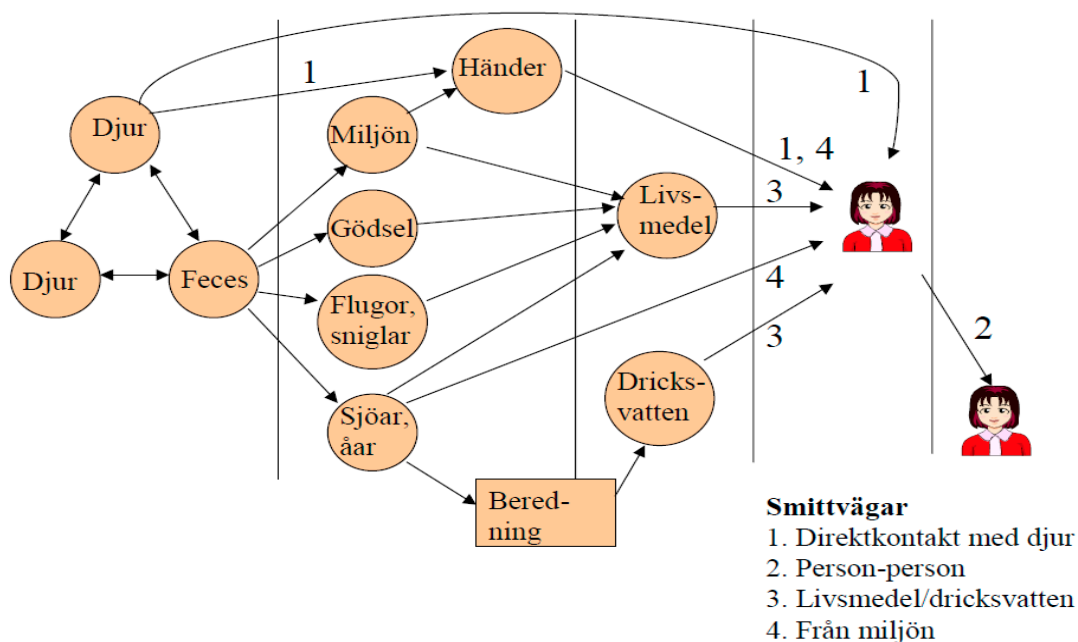 1
Händer
1
Djur
Miljön
1, 4
Livs-
medel
3
Gödsel
Djur
Feces
4
Flugor,
sniglar
3
2
Dricks-
vatten
Sjöar,
åar
Bered-
ning
Smittvägar
1. Direktkontakt med djur
2. Person-person
3. Livsmedel/dricksvatten
4. Från miljön